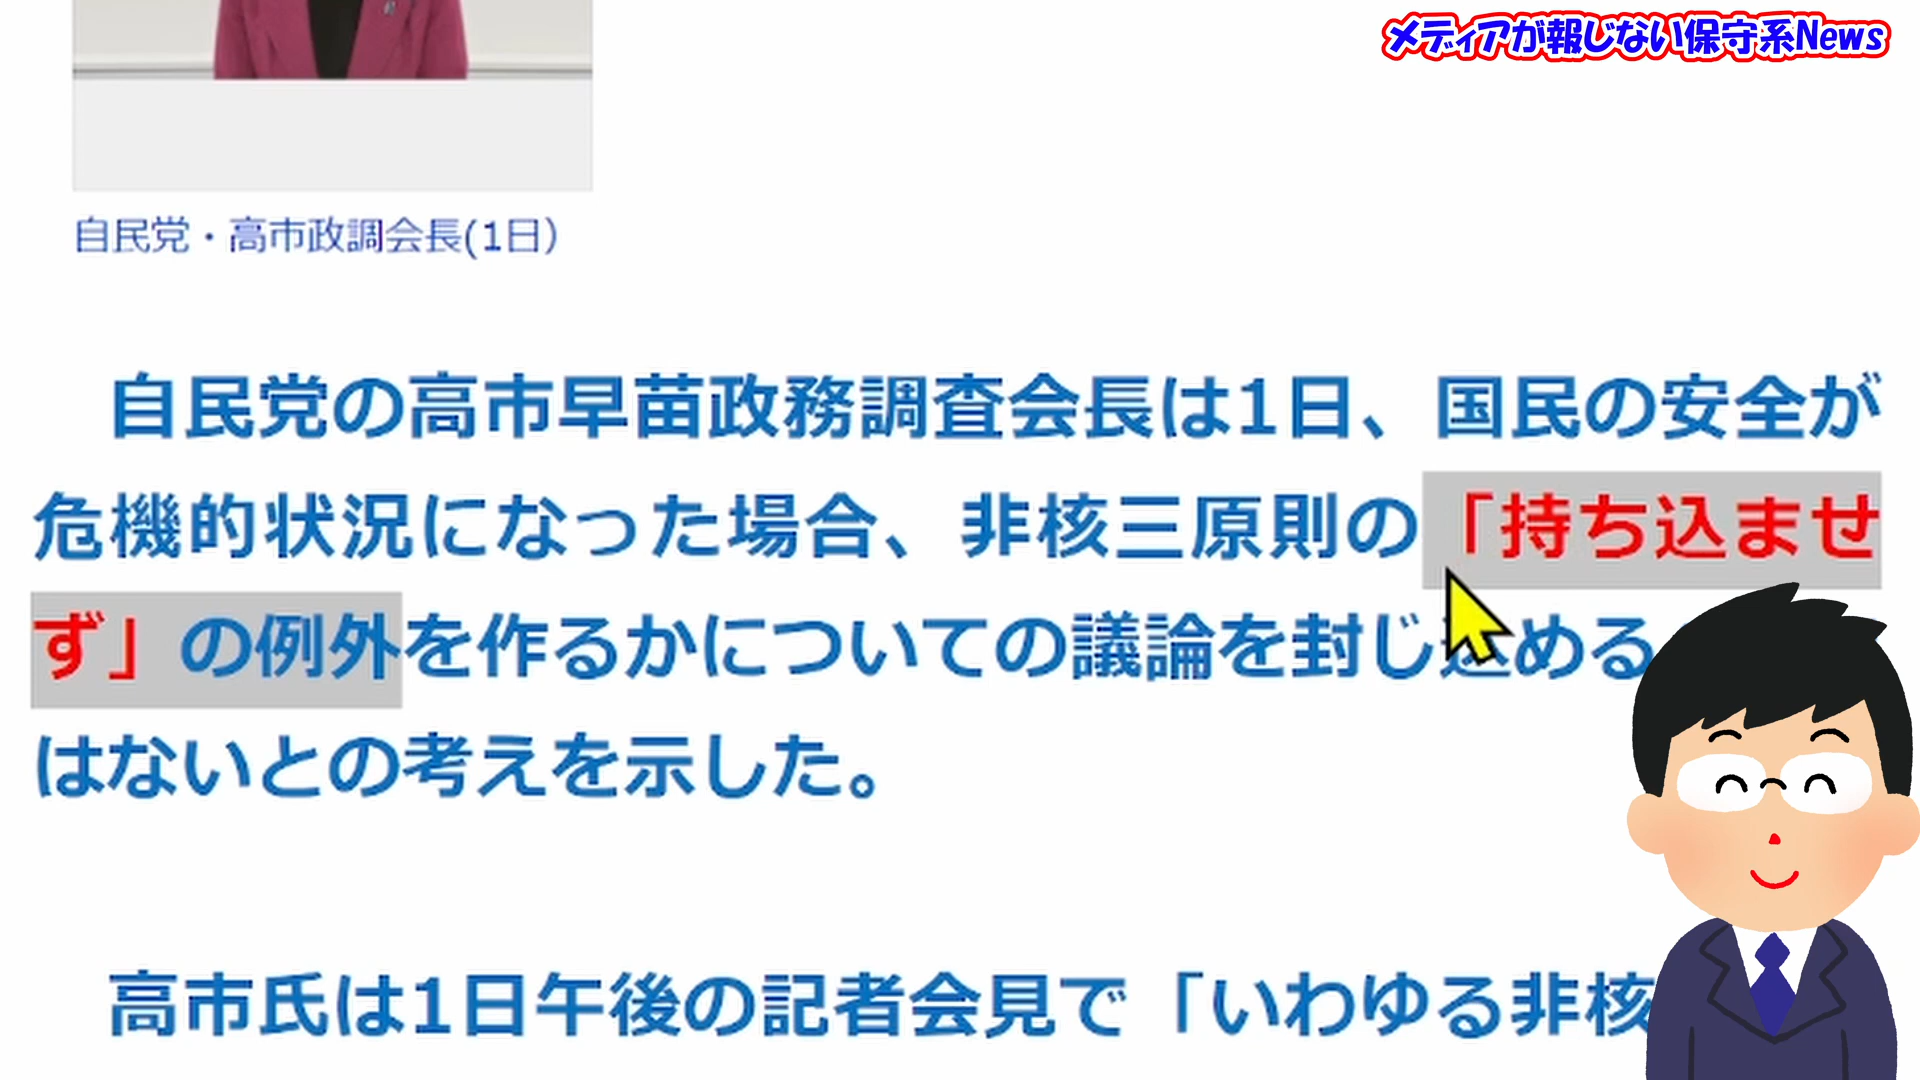 メディアが報じない保守系News
自民党・高市政調会長(1日)
自民党の高市早苗政務調査会長は1日、国民の安全が
危機的状況になった場合、非核三原則の「持ち込ませ
ず」の例外を作るかについての議論を封じ込める
はないとの考えを示した。
高市氏は1日午後の記者会見で「いわゆる非核